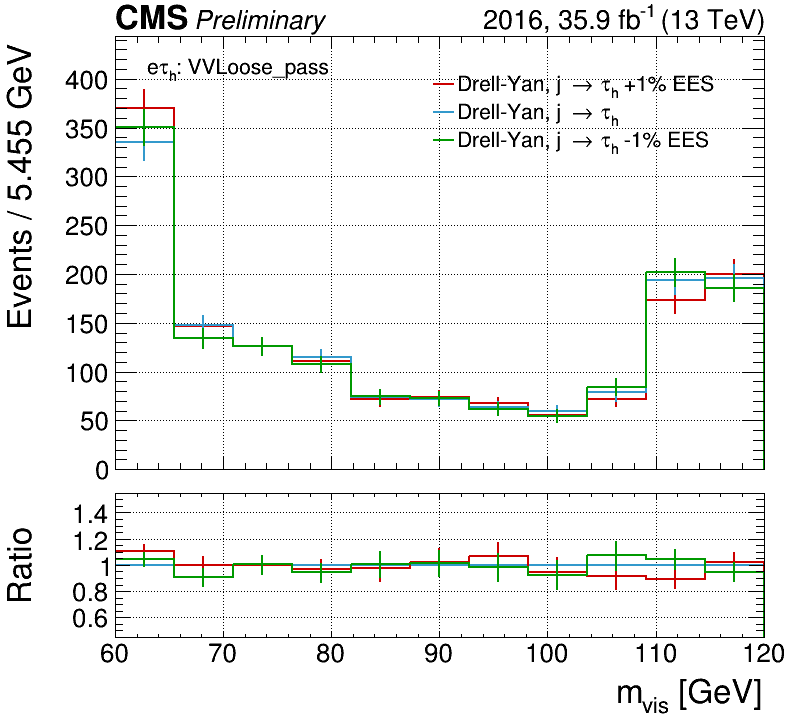 CMS Preliminary 2016, 35.9 fb⁻¹ (13 TeV)
eτₕ: VVLoose_pass
Drell-Yan, j → τₕ +1% EES
Drell-Yan, j → τₕ
Drell-Yan, j → τₕ -1% EES
Events / 5.455 GeV
400
350
300
250
200
150
100
50
0
Ratio
1.4
1.2
1
0.8
0.6
60 70 80 90 100 110 120
m_vis [GeV]